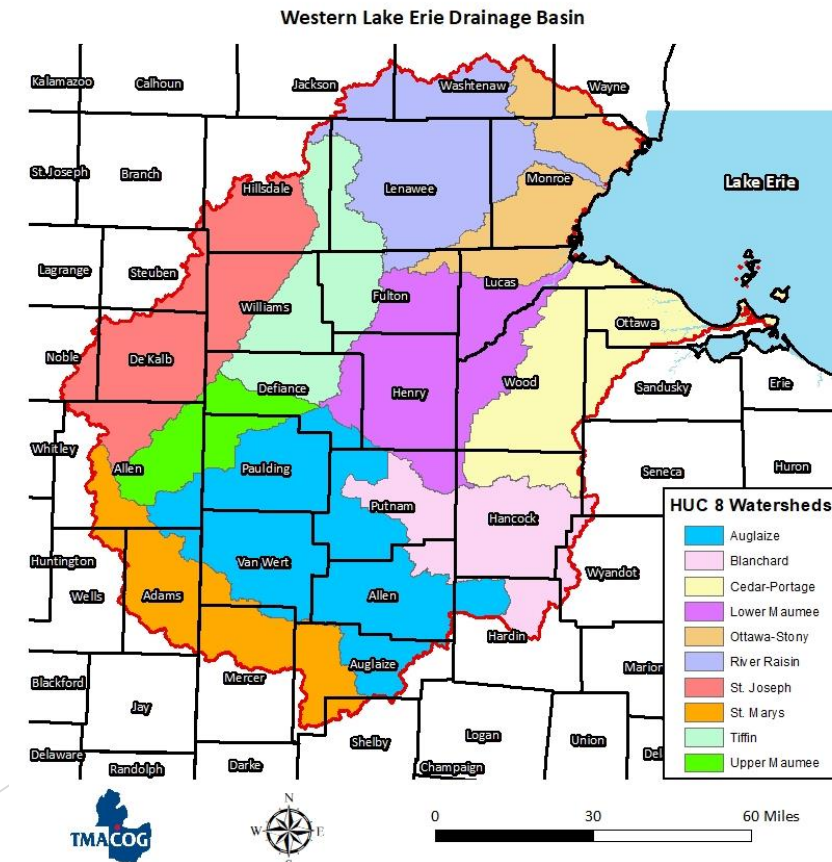 Western Lake Erie Drainage Basin
Kalamazoo
Calhoun
Jackson
Washtenaw
Wayne
St. Joseph
Branch
Hillsdale
Lenawee
Monroe
Lake Erie
Lagrange
Steuben
Williams
Fulton
Lucas
Ottawa
Noble
De Kalb
Defiance
Henry
Wood
Sandusky
Erie
Whitley
Allen
Paulding
Putnam
Hancock
Seneca
Huron
Huntington
Wells
Adams
Van Wert
Allen
Hardin
Wyandot
Blackford
Jay
Mercer
Auglaize
Marion
Delaware
Randolph
Darke
Shelby
Logan
Champaign
Union
Del
HUC 8 Watersheds
Auglaize
Blanchard
Cedar-Portage
Lower Maumee
Ottawa-Stony
River Raisin
St. Joseph
St. Marys
Tiffin
Upper Maumee
TMACOG
N
W
E
S
0 30 60 Miles